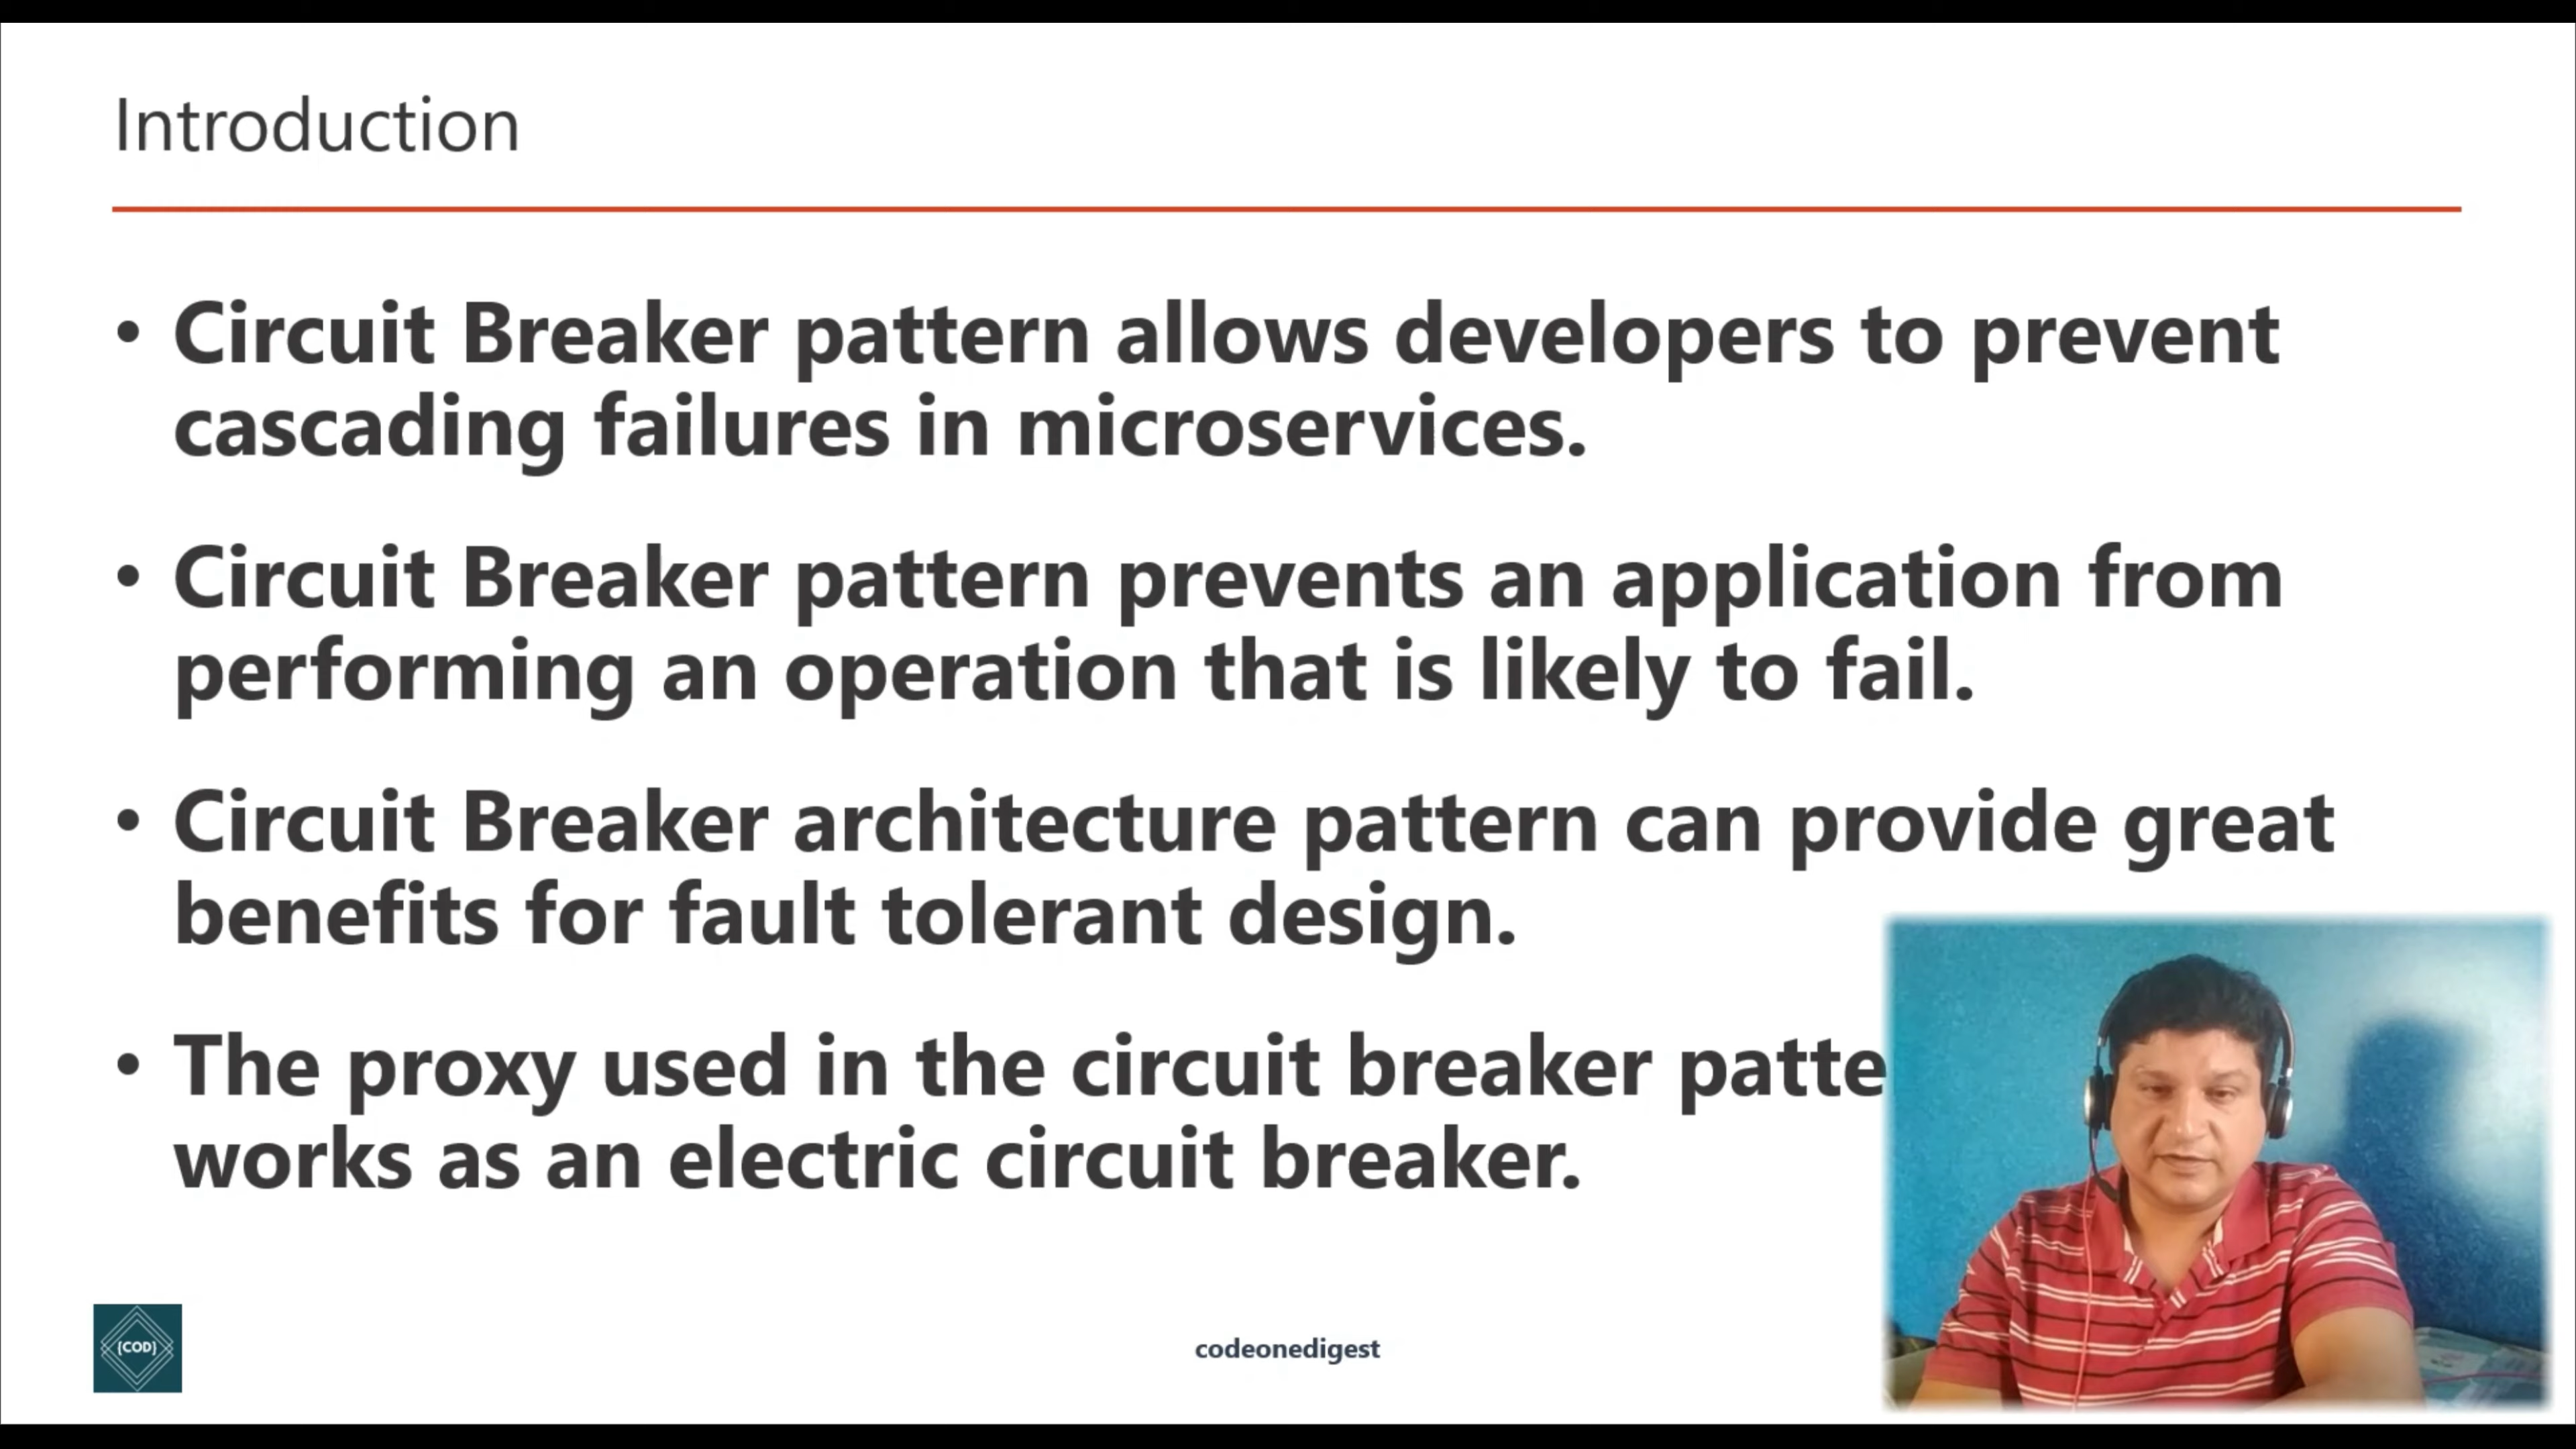 Introduction
• Circuit Breaker pattern allows developers to prevent
cascading failures in microservices.
• Circuit Breaker pattern prevents an application from
performing an operation that is likely to fail.
• Circuit Breaker architecture pattern can provide great
benefits for fault tolerant design.
• The proxy used in the circuit breaker patte
works as an electric circuit breaker.
{COD}
codeonedigest